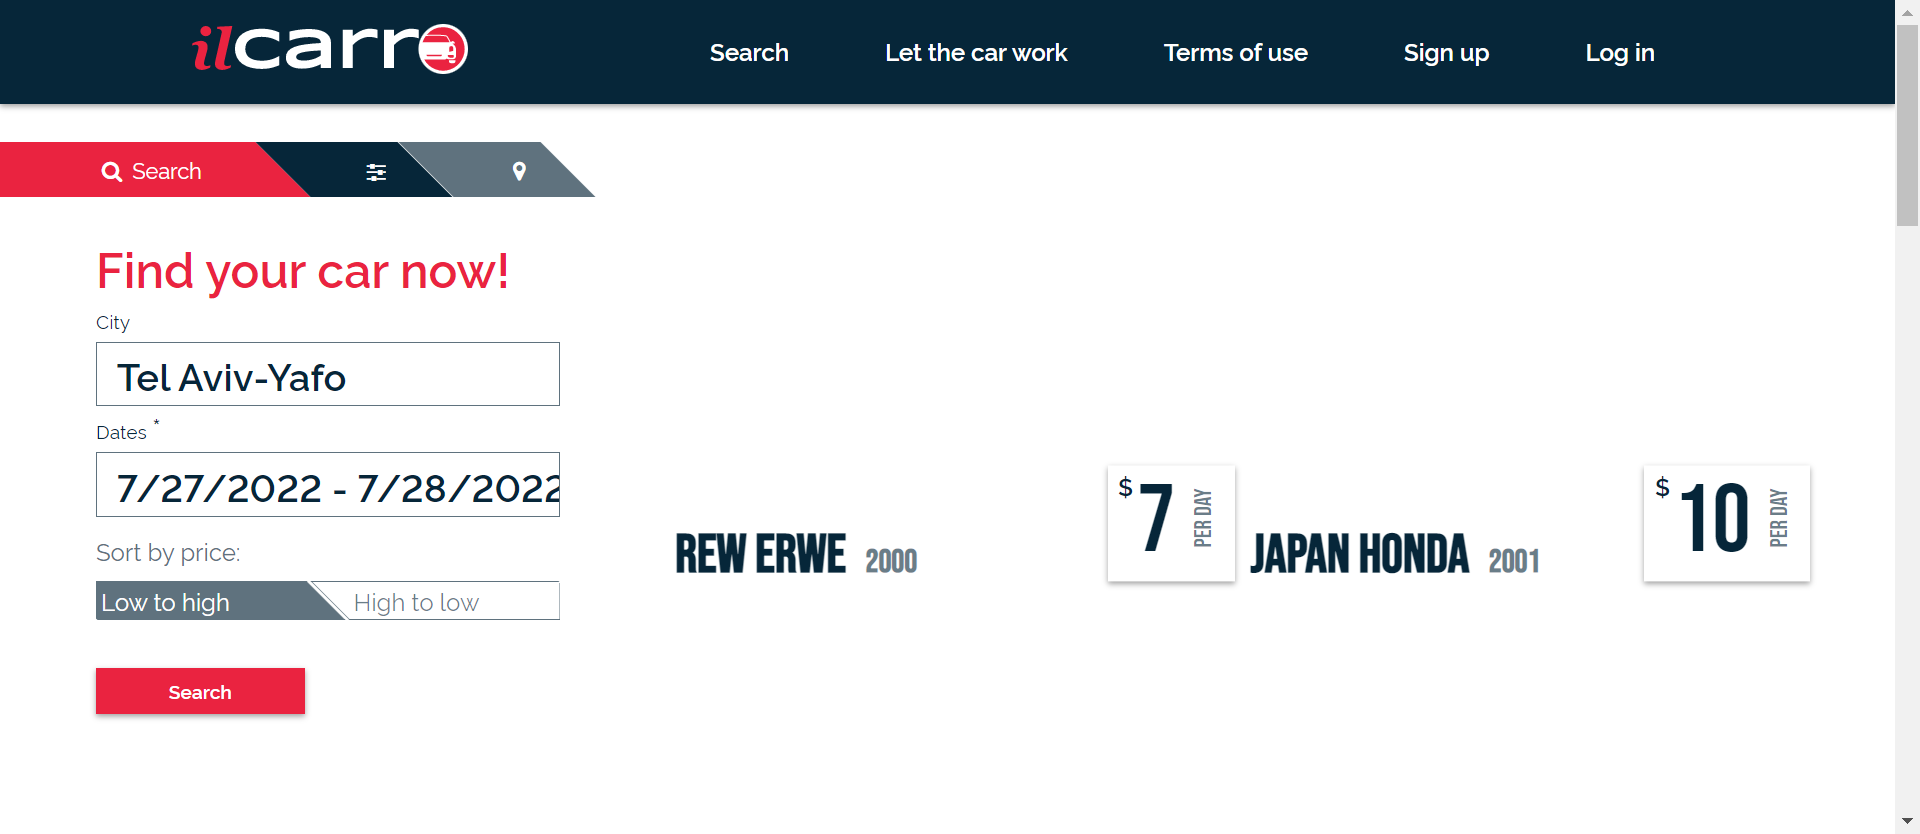 ilcarro
Search
Let the car work
Terms of use
Sign up
Log in
Search
Find your car now!
City
Tel Aviv-Yafo
Dates *
7/27/2022 - 7/28/2022
Sort by price:
Low to high
High to low
Search
REW ERWE 2000
$ 7 PER DAY
JAPAN HONDA 2001
$ 10 PER DAY